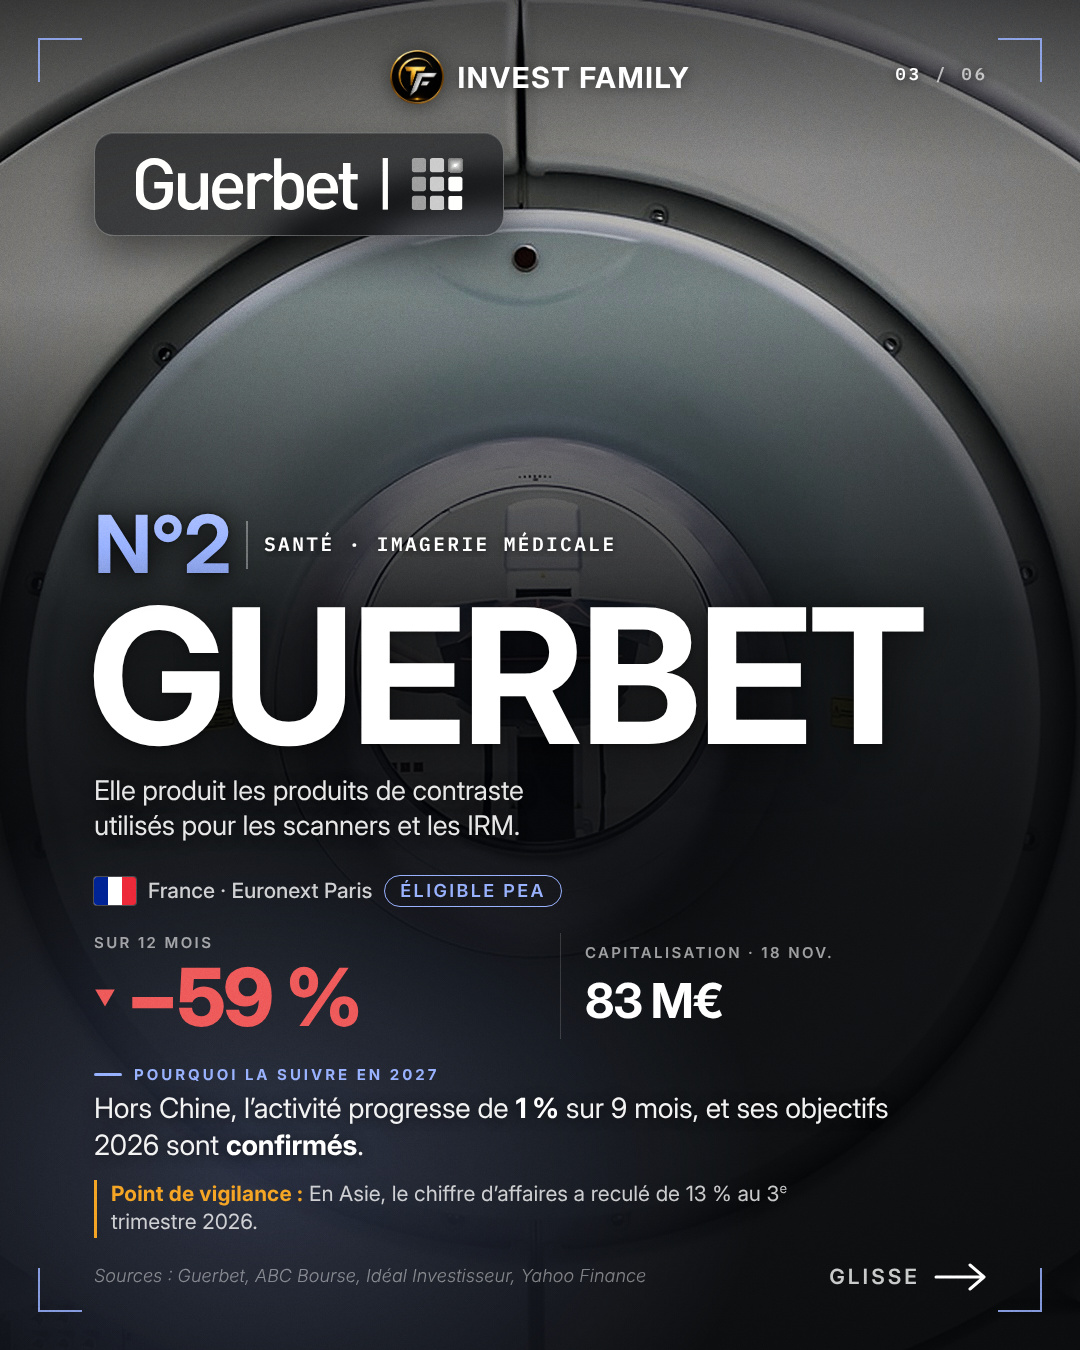 INVEST FAMILY
03 / 06
Guerbet
N°2
SANTÉ · IMAGERIE MÉDICALE
GUERBET
Elle produit les produits de contraste
utilisés pour les scanners et les IRM.
France · Euronext Paris
ÉLIGIBLE PEA
SUR 12 MOIS
▼ –59 %
CAPITALISATION · 18 NOV.
83 M€
POURQUOI LA SUIVRE EN 2027
Hors Chine, l’activité progresse de 1 % sur 9 mois, et ses objectifs
2026 sont confirmés.
Point de vigilance : En Asie, le chiffre d’affaires a reculé de 13 % au 3ᵉ
trimestre 2026.
Sources : Guerbet, ABC Bourse, Idéal Investisseur, Yahoo Finance
GLISSE →